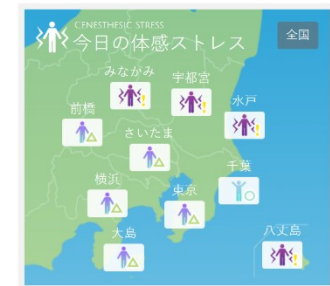 CENESTHESIC STRESS
今日の体感ストレス
全国
みなかみ
宇都宮
水戸
前橋
さいたま
千葉
横浜
東京
大島
八丈島